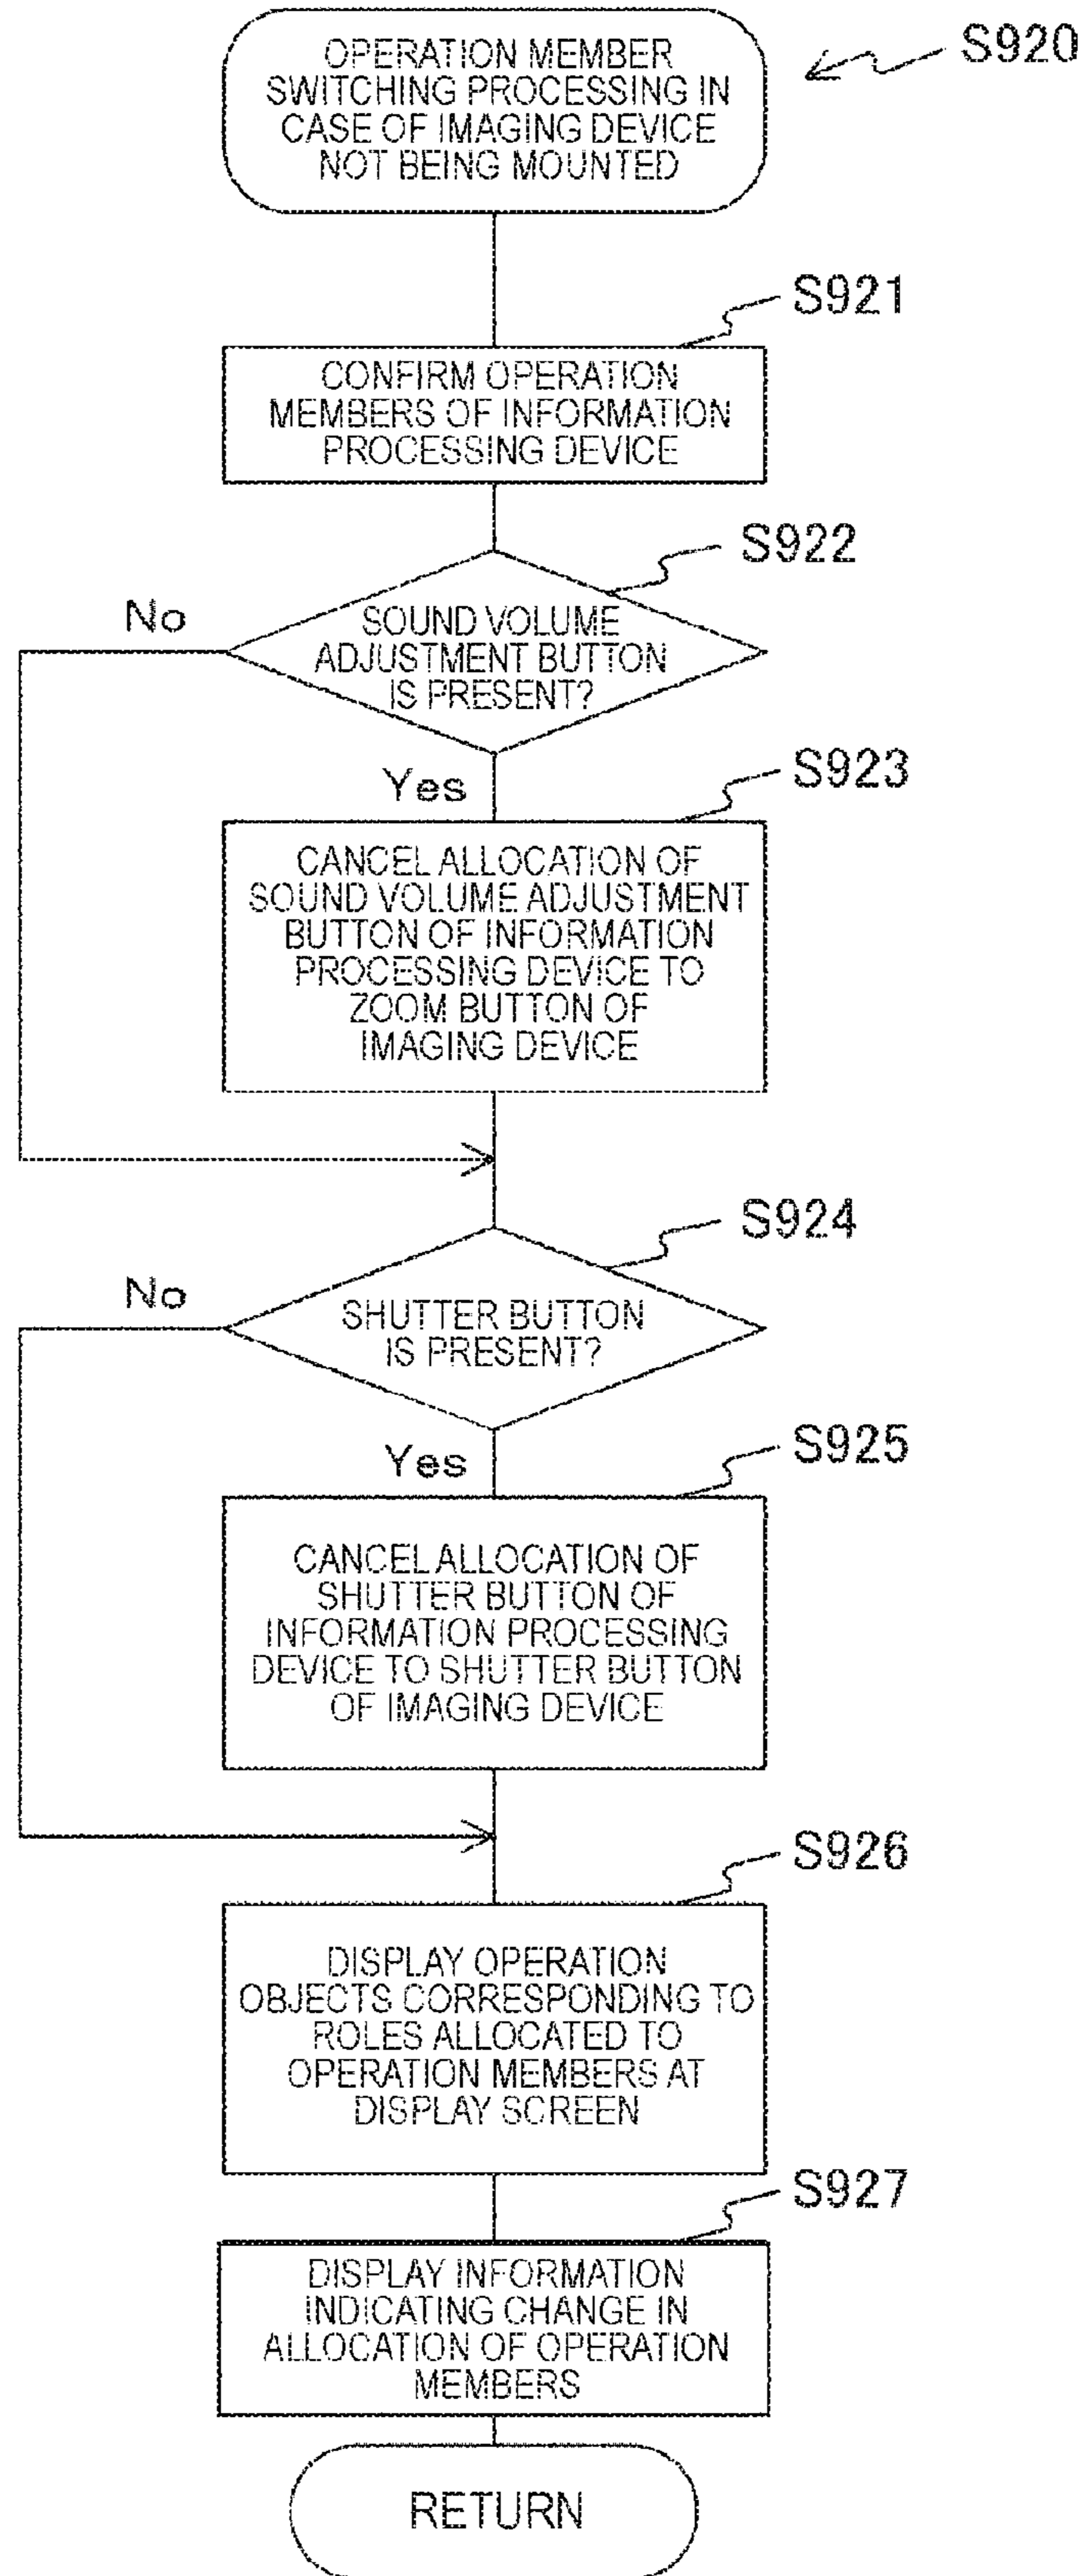 OPERATION MEMBER
SWITCHING PROCESSING IN
CASE OF IMAGING DEVICE
NOT BEING MOUNTED
S920
S921
CONFIRM OPERATION
MEMBERS OF INFORMATION
PROCESSING DEVICE
S922
No
SOUND VOLUME
ADJUSTMENT BUTTON
IS PRESENT?
Yes
S923
CANCEL ALLOCATION OF
SOUND VOLUME ADJUSTMENT
BUTTON OF INFORMATION
PROCESSING DEVICE TO
ZOOM BUTTON OF
IMAGING DEVICE
S924
No
SHUTTER BUTTON
IS PRESENT?
Yes
S925
CANCEL ALLOCATION OF
SHUTTER BUTTON OF
INFORMATION PROCESSING
DEVICE TO SHUTTER BUTTON
OF IMAGING DEVICE
S926
DISPLAY OPERATION
OBJECTS CORRESPONDING TO
ROLES ALLOCATED TO
OPERATION MEMBERS AT
DISPLAY SCREEN
S927
DISPLAY INFORMATION
INDICATING CHANGE IN
ALLOCATION OF OPERATION
MEMBERS
RETURN